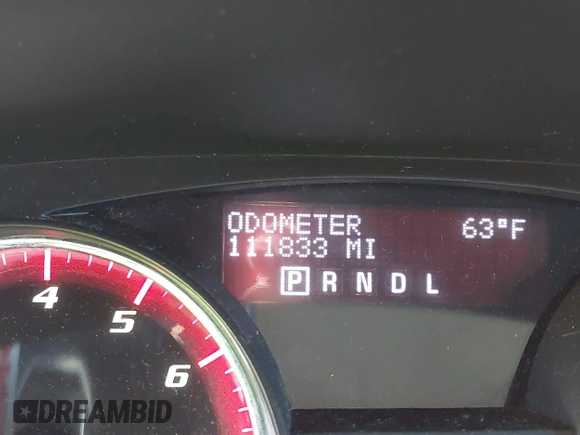 ODOMETER 63°F
111833 MI
P R N D L
4
5
6
DREAMBID